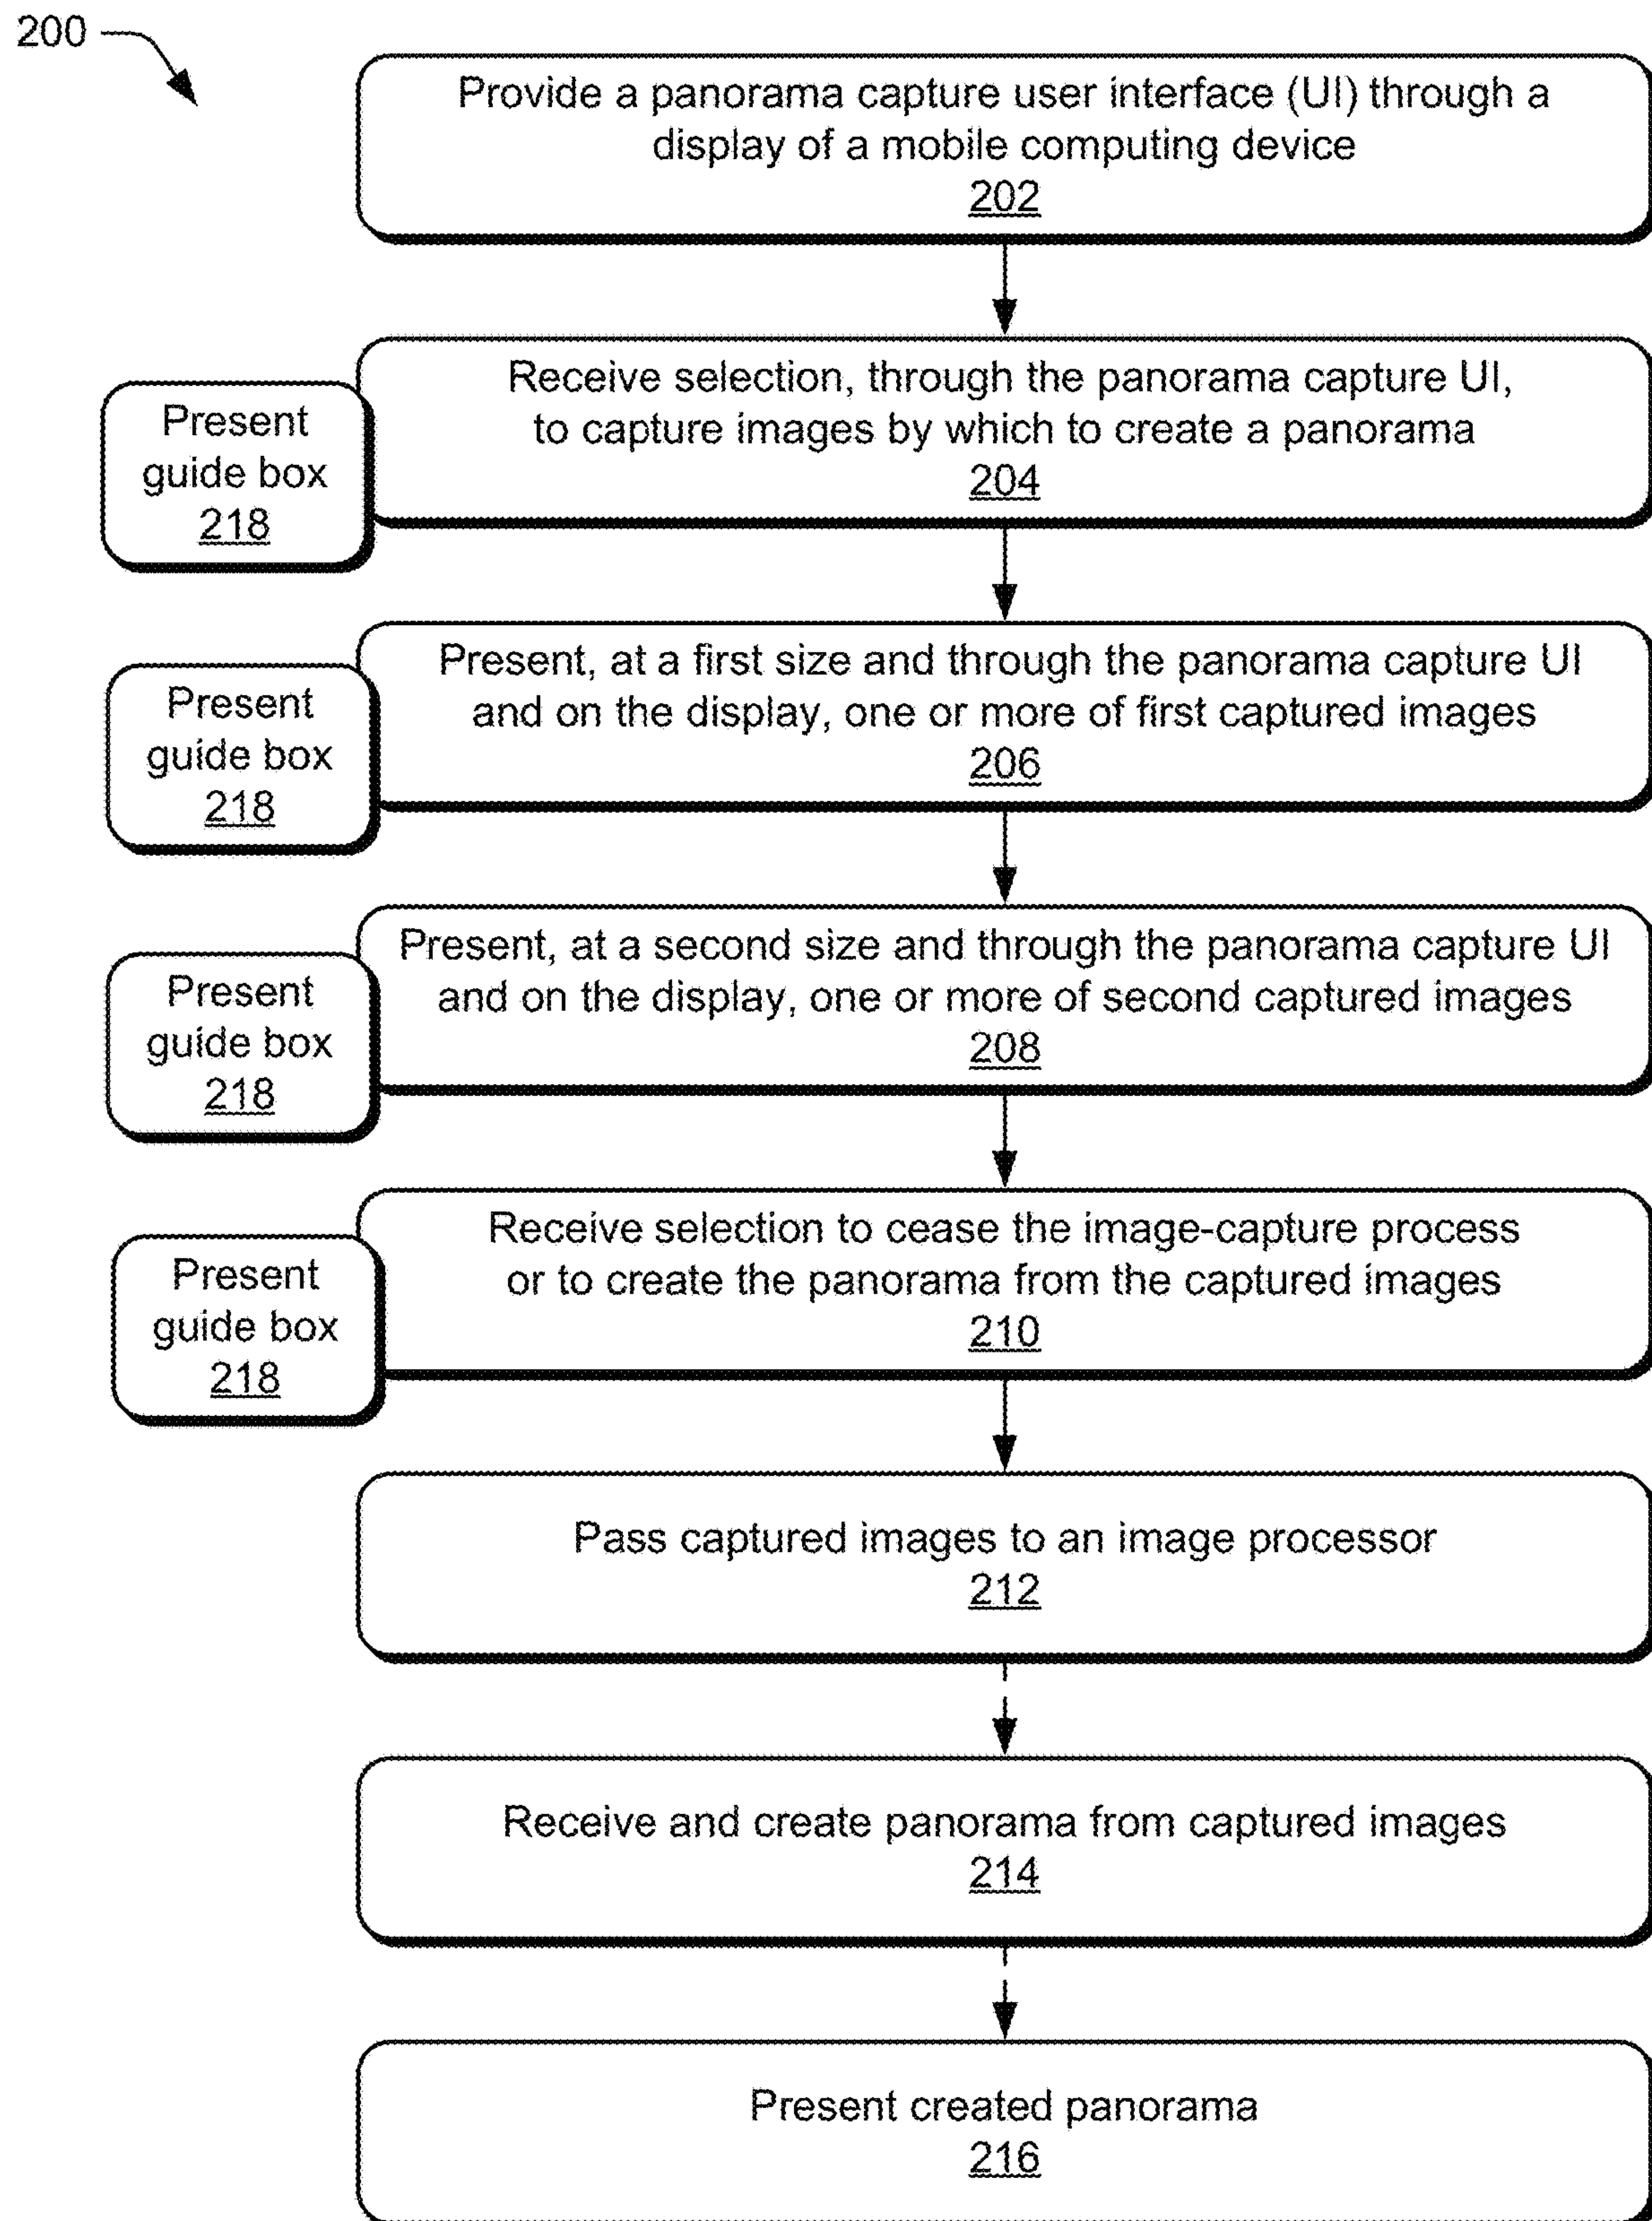 200
Provide a panorama capture user interface (UI) through a
display of a mobile computing device
202
Receive selection, through the panorama capture UI,
to capture images by which to create a panorama
204
Present
guide box
218
Present, at a first size and through the panorama capture UI
and on the display, one or more of first captured images
206
Present
guide box
218
Present, at a second size and through the panorama capture UI
and on the display, one or more of second captured images
208
Present
guide box
218
Receive selection to cease the image-capture process
or to create the panorama from the captured images
210
Present
guide box
218
Pass captured images to an image processor
212
Receive and create panorama from captured images
214
Present created panorama
216